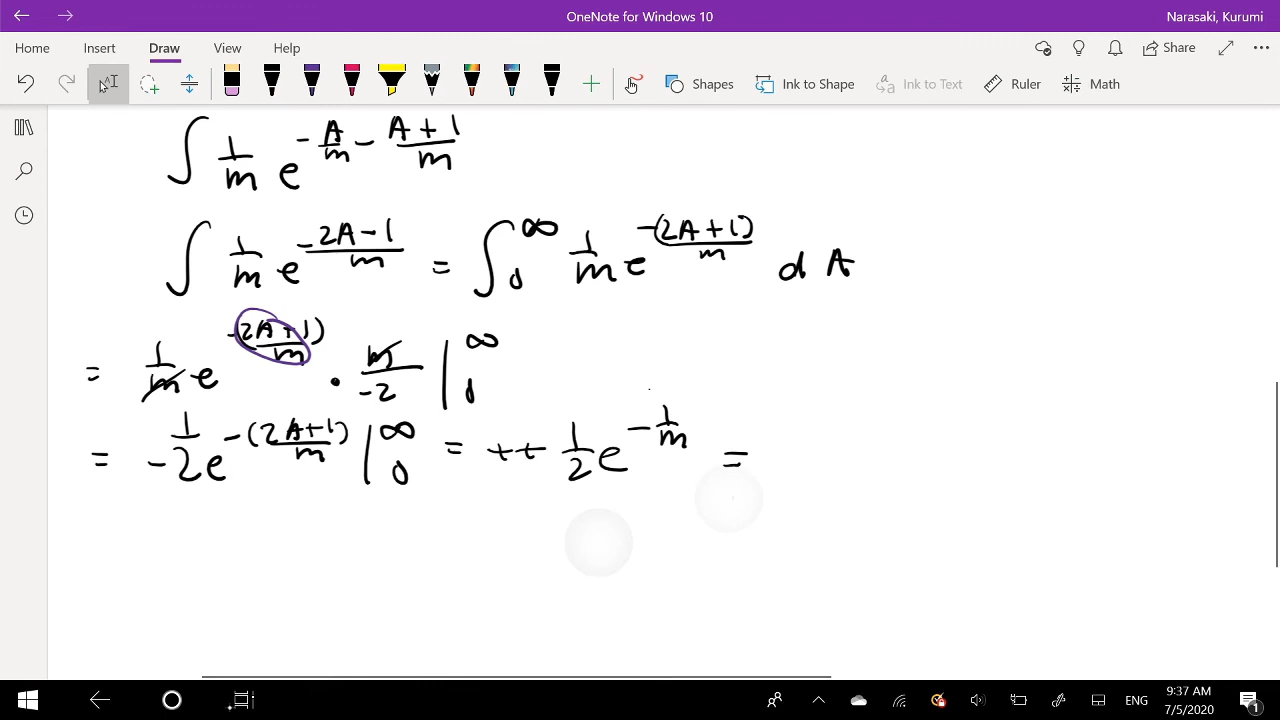 OneNote for Windows 10
Narasaki, Kurumi
Home Insert Draw View Help
Share
Shapes Ink to Shape Ink to Text Ruler Math
∫ 1/m e^(-A/m - (A+1)/m)
∫ 1/m e^((-2A-1)/m) = ∫₀^∞ 1/m e^(-(2A+1)/m) dA
= 1/m e^(-(2A+1)/m) · m/-2 |₀^∞
= 1/-2 e^(-(2A+1)/m) |₀^∞ = ++ 1/2 e^(-1/m) =
ENG
9:37 AM
7/5/2020
1